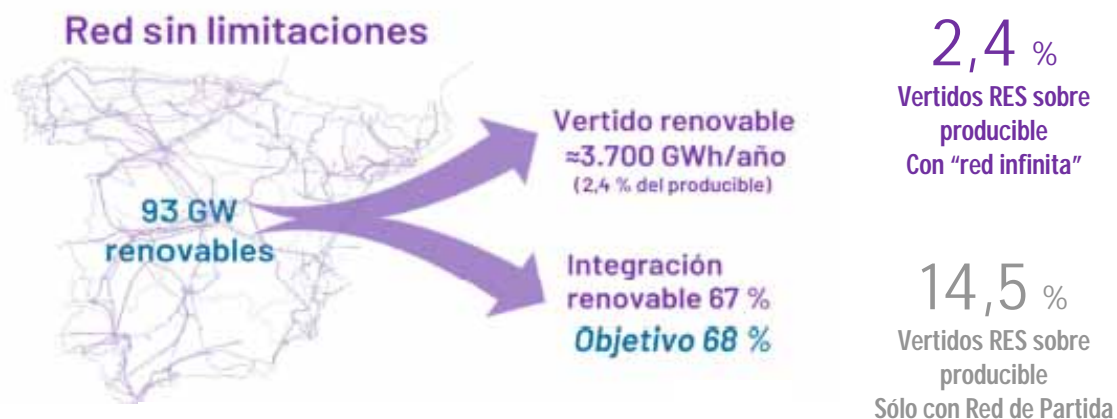 Red sin limitaciones
93 GW
renovables
Vertido renovable
≈3.700 GWh/año
(2,4 % del producible)
Integración
renovable 67 %
Objetivo 68 %
2,4 %
Vertidos RES sobre
producible
Con “red infinita”
14,5 %
Vertidos RES sobre
producible
Sólo con Red de Partida